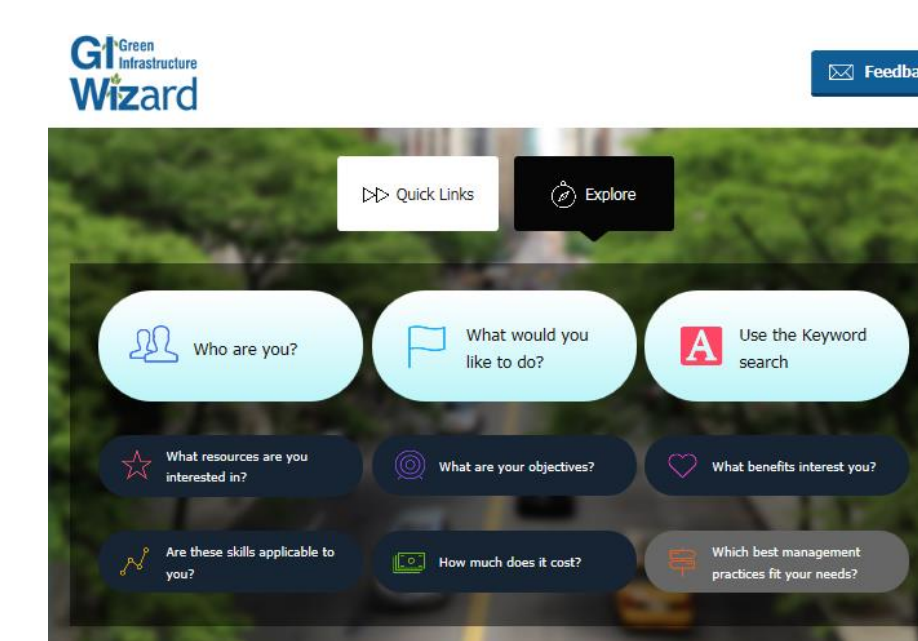 GI Green
Infrastructure
Wizard
Feedba
Quick Links
Explore
Who are you?
What would you
like to do?
A
Use the Keyword
search
What resources are you
interested in?
What are your objectives?
What benefits interest you?
Are these skills applicable to
you?
How much does it cost?
Which best management
practices fit your needs?